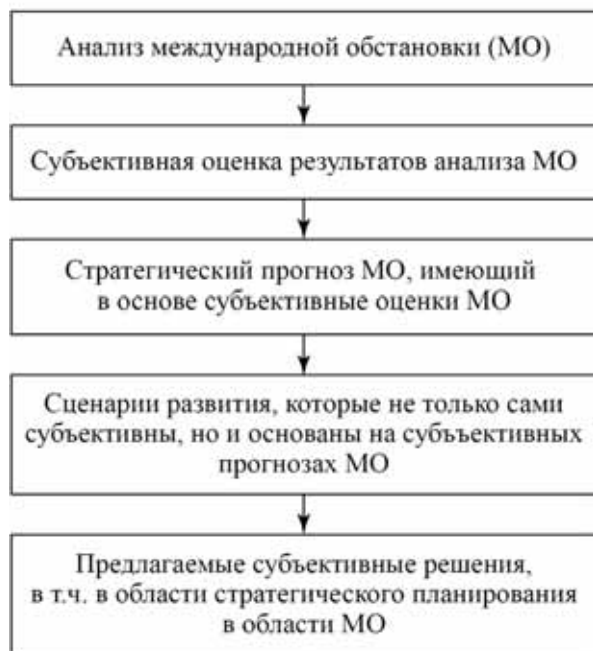 Анализ международной обстановки (МО)
Субъективная оценка результатов анализа МО
Стратегический прогноз МО, имеющий
в основе субъективные оценки МО
Сценарии развития, которые не только сами
субъективны, но и основаны на субъъективных
прогнозах МО
Предлагаемые субъективные решения,
в т.ч. в области стратегического планирования
в области МО